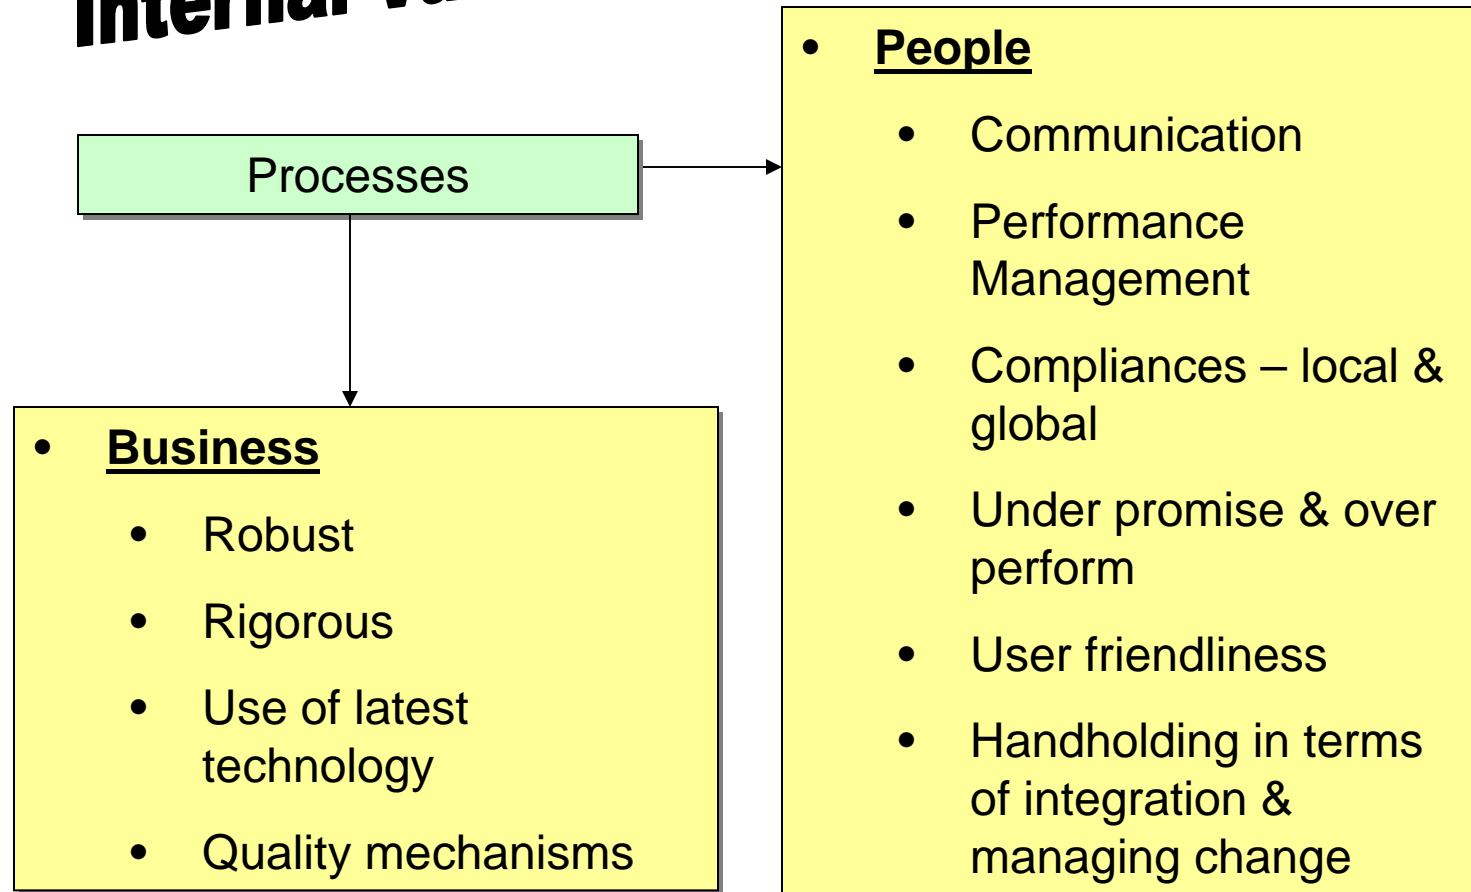 Internal
• People
• Communication
• Performance
Management
• Compliances – local &
global
• Under promise & over
perform
• User friendliness
• Handholding in terms
of integration &
managing change
Processes
• Business
• Robust
• Rigorous
• Use of latest
technology
• Quality mechanisms